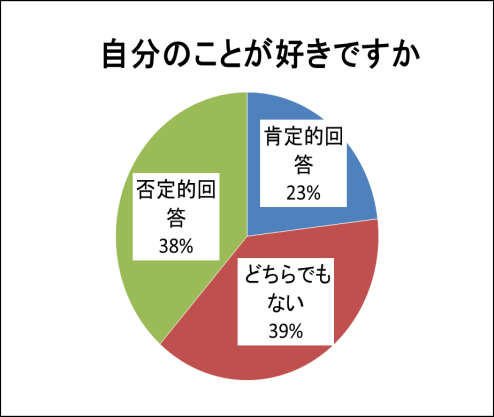 自分のことが好きですか
肯定的回
答
23%
否定的回
答
38%
どちらでも
ない
39%